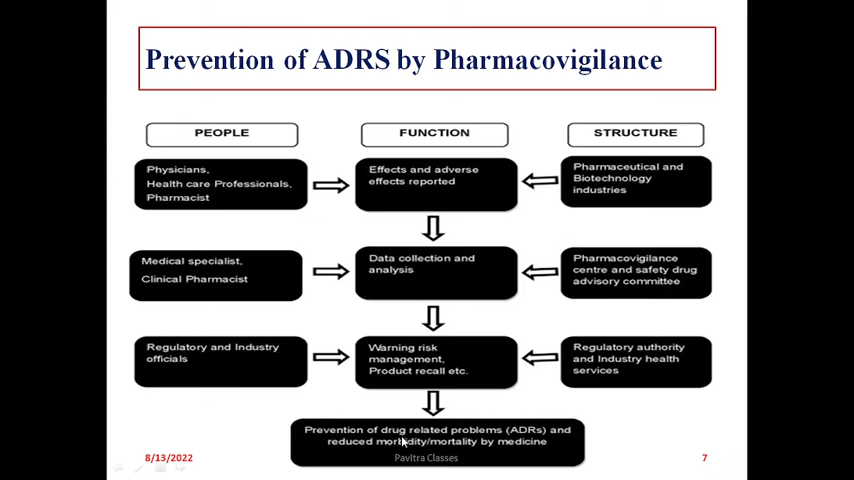 Prevention of ADRS by Pharmacovigilance
PEOPLE
FUNCTION
STRUCTURE
Physicians,
Health care Professionals,
Pharmacist
Effects and adverse
effects reported
Pharmaceutical and
Biotechnology
industries
Medical specialist,
Clinical Pharmacist
Data collection and
analysis
Pharmacovigilance
centre and safety drug
advisory committee
Regulatory and Industry
officials
Warning risk
management,
Product recall etc.
Regulatory authority
and Industry health
services
Prevention of drug related problems (ADRs) and
reduced morbidity/mortality by medicine
8/13/2022
Pavitra Classes
7